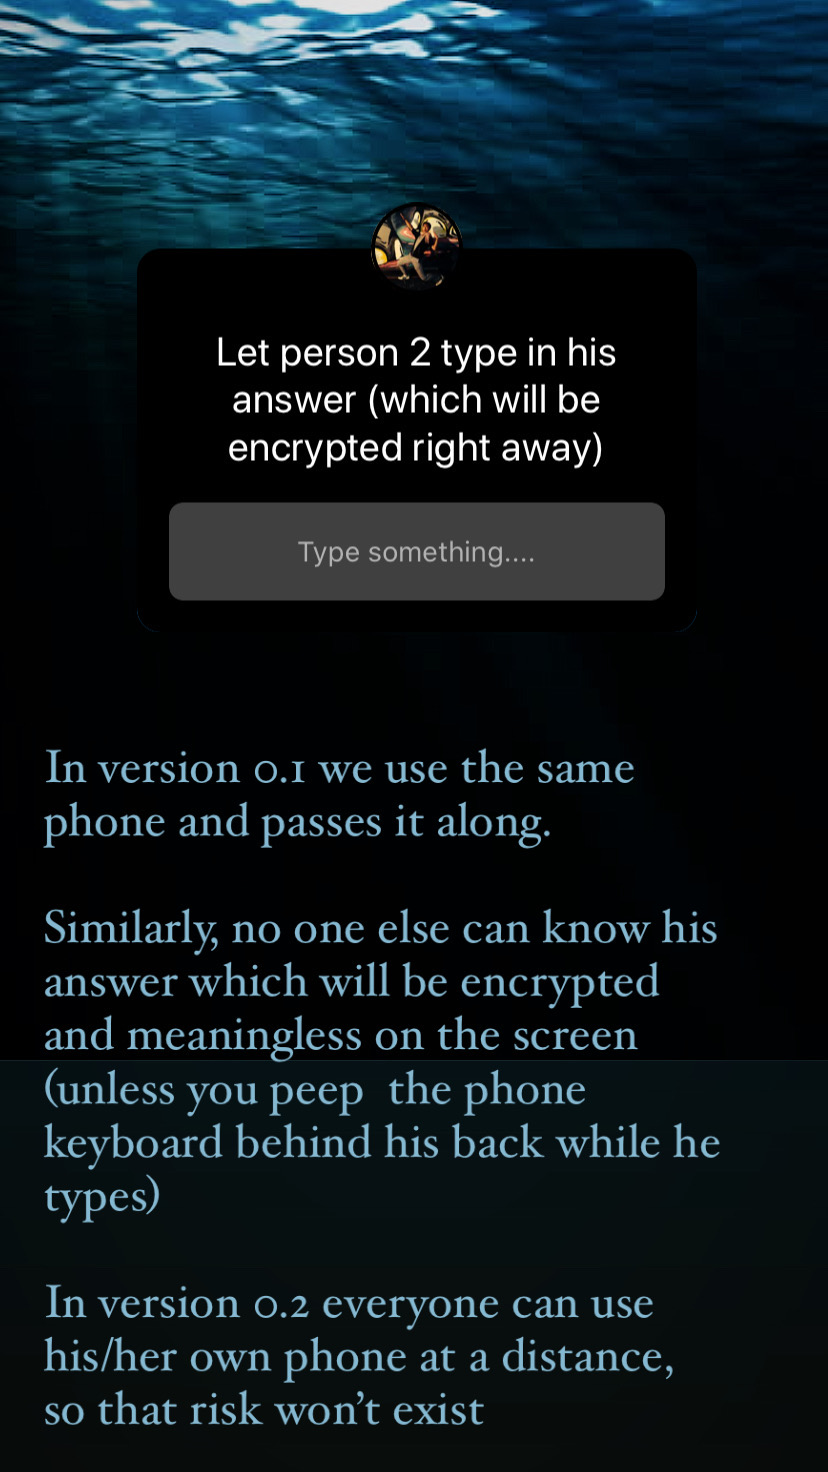 Let person 2 type in his
answer (which will be
encrypted right away)
Type something....
In version 0.1 we use the same
phone and passes it along.
Similarly, no one else can know his
answer which will be encrypted
and meaningless on the screen
(unless you peep  the phone
keyboard behind his back while he
types)
In version 0.2 everyone can use
his/her own phone at a distance,
so that risk won’t exist